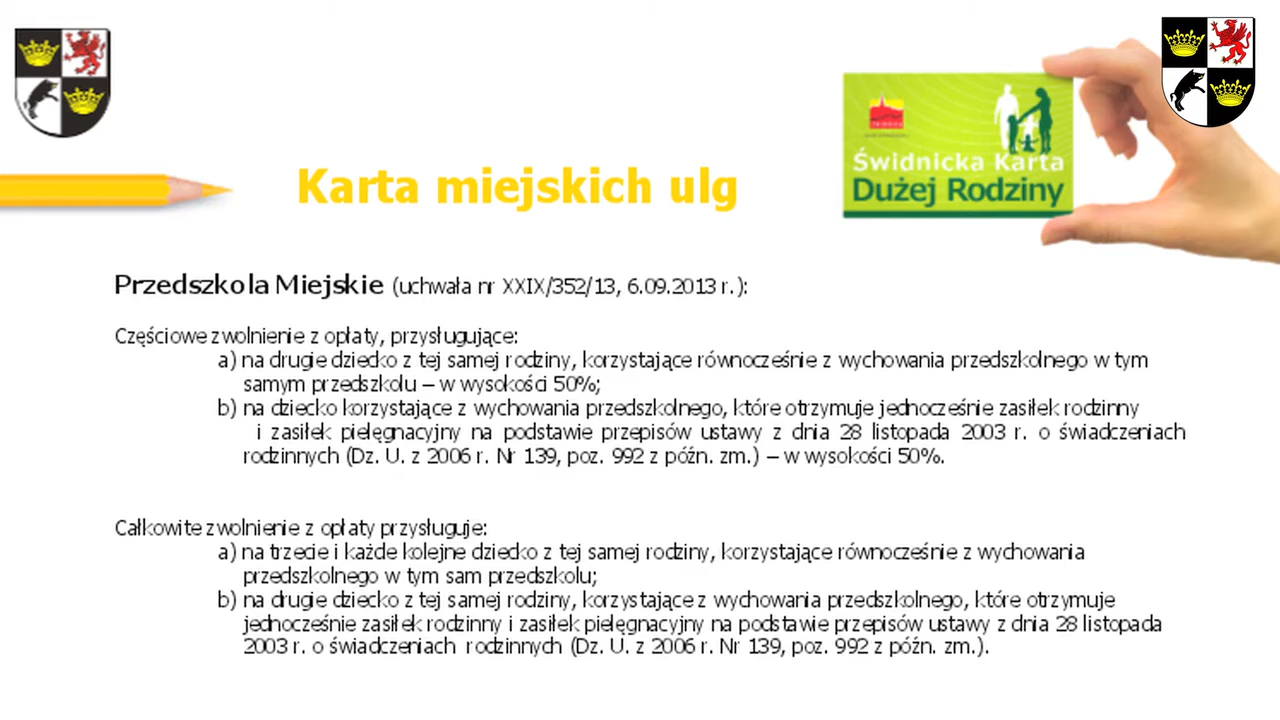 Świdnicka Karta
Dużej Rodziny
Karta miejskich ulg
Przedszkola Miejskie (uchwała nr XXIX/352/13, 6.09.2013 r.):
Częściowe zwolnienie z opłaty, przysługujące:
a) na drugie dziecko z tej samej rodziny, korzystające równocześnie z wychowania przedszkolnego w tym
samym przedszkolu – w wysokości 50%;
b) na dziecko korzystające z wychowania przedszkolnego, które otrzymuje jednocześnie zasiłek rodzinny
i zasiłek pielęgnacyjny na podstawie przepisów ustawy z dnia 28 listopada 2003 r. o świadczeniach
rodzinnych (Dz. U. z 2006 r. Nr 139, poz. 992 z późn. zm.) – w wysokości 50%.
Całkowite zwolnienie z opłaty przysługuje:
a) na trzecie i każde kolejne dziecko z tej samej rodziny, korzystające równocześnie z wychowania
przedszkolnego w tym sam przedszkolu;
b) na drugie dziecko z tej samej rodziny, korzystające z wychowania przedszkolnego, które otrzymuje
jednocześnie zasiłek rodzinny i zasiłek pielęgnacyjny na podstawie przepisów ustawy z dnia 28 listopada
2003 r. o świadczeniach rodzinnych (Dz. U. z 2006 r. Nr 139, poz. 992 z późn. zm.).